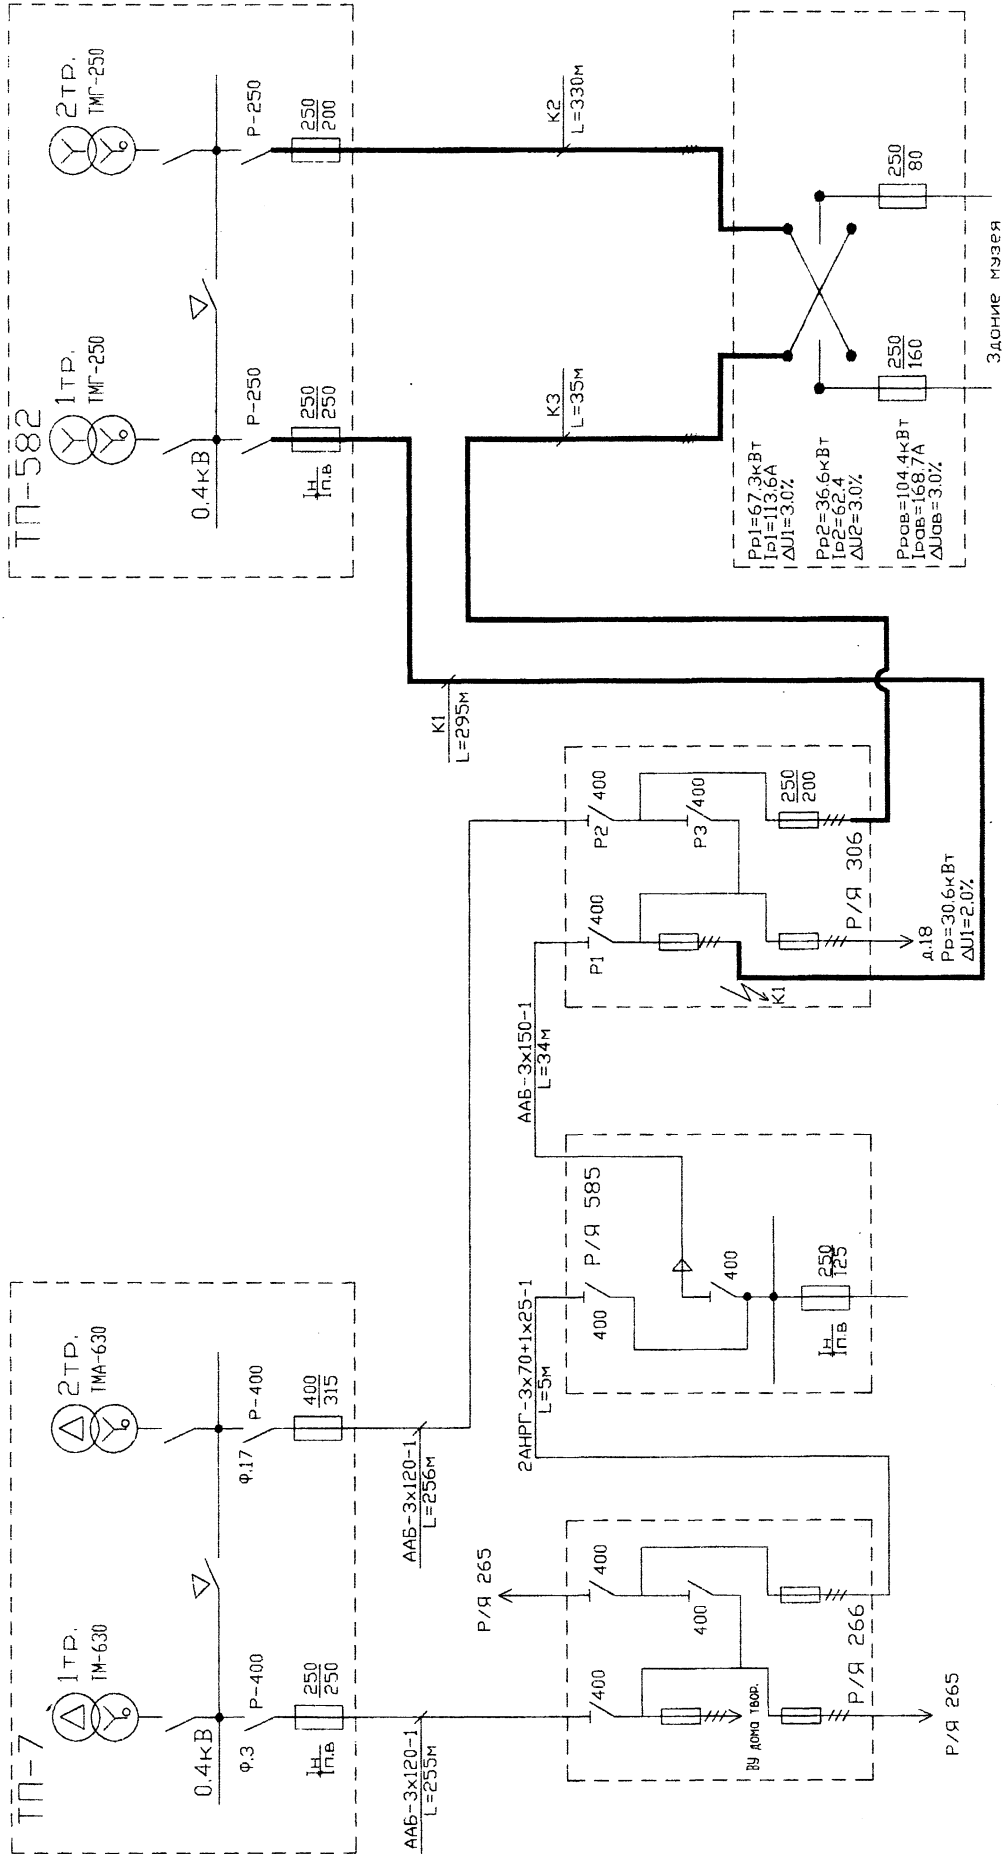 ТП-7
1тр.
ТМ-630
2тр.
ТМА-630
0.4кВ
Ф.3
Р-400
250
250
Iн
Iп.в
Ф.17
Р-400
400
315
ААБ-3х120-1
L=255м
ААБ-3х120-1
L=256м
ТП-582
1тр.
ТМГ-250
2тр.
ТМГ-250
0.4кВ
Р-250
250
250
Iн
Iп.в
Р-250
250
200
К1
L=295м
К3
L=35м
К2
L=330м
Р/Я 265
400
400
400
ВУ дома твор.
Р/Я 266
Р/Я 265
2АНРГ-3х70+1х25-1
L=5м
Р/Я 585
400
400
250
125
Iн
Iп.в
ААБ-3х150-1
L=34м
Р1
400
Р2
400
Р3
400
250
200
К1
Р/Я 306
д.18
Рр=30.6кВт
ΔU1=2.0%
Рр1=67.3кВт
Iр1=113.6А
ΔU1=3.0%
Рр2=36.6кВт
Iр2=62.4
ΔU2=3.0%
Ррав=104.4кВт
Iрав=168.7А
ΔUав=3.0%
250
160
250
80
Здание музея